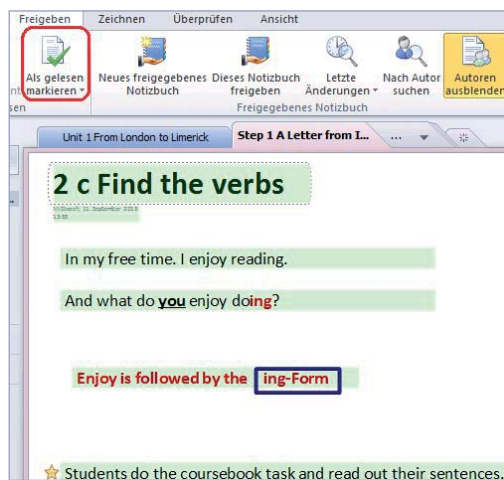 Freigeben Zeichnen Überprüfen Ansicht
Als gelesen markieren
Neues freigegebenes Notizbuch
Dieses Notizbuch freigeben
Letzte Änderungen
Nach Autor suchen
Autoren ausblenden
Freigegebenes Notizbuch
Unit 1 From London to Limerick Step 1 A Letter from I... ...
2 c Find the verbs
In my free time. I enjoy reading.
And what do you enjoy doing?
Enjoy is followed by the ing-Form
Students do the coursebook task and read out their sentences.